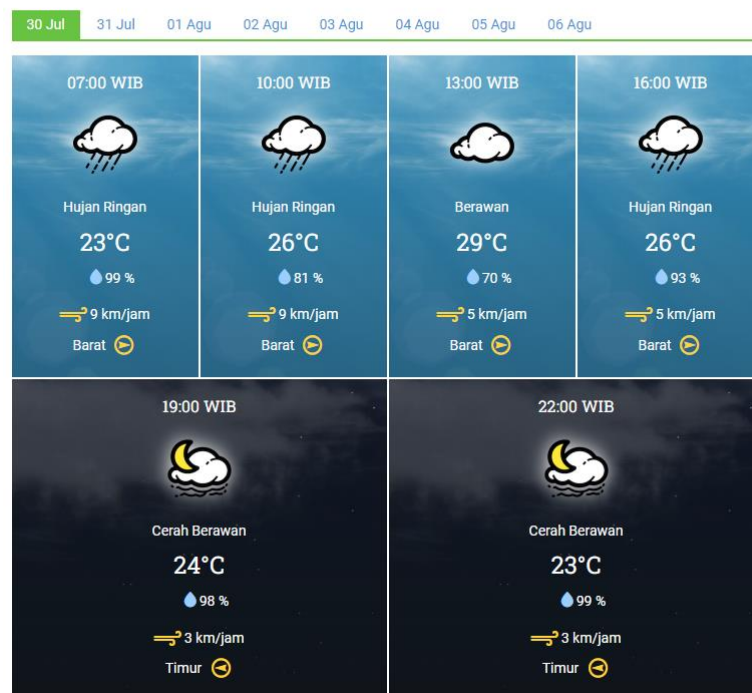 30 Jul 31 Jul 01 Agu 02 Agu 03 Agu 04 Agu 05 Agu 06 Agu
07:00 WIB
Hujan Ringan
23°C
99 %
9 km/jam
Barat
10:00 WIB
Hujan Ringan
26°C
81 %
9 km/jam
Barat
13:00 WIB
Berawan
29°C
70 %
5 km/jam
Barat
16:00 WIB
Hujan Ringan
26°C
93 %
5 km/jam
Barat
19:00 WIB
Cerah Berawan
24°C
98 %
3 km/jam
Timur
22:00 WIB
Cerah Berawan
23°C
99 %
3 km/jam
Timur